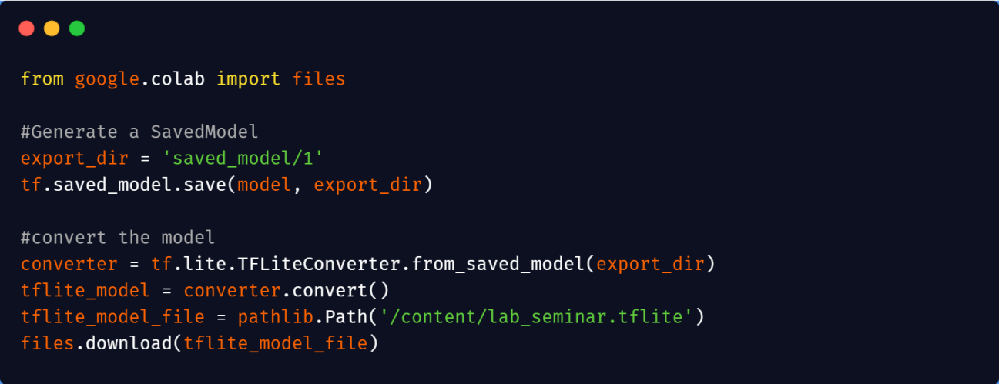 from google.colab import files
#Generate a SavedModel
export_dir = 'saved_model/1'
tf.saved_model.save(model, export_dir)
#convert the model
converter = tf.lite.TFLiteConverter.from_saved_model(export_dir)
tflite_model = converter.convert()
tflite_model_file = pathlib.Path('/content/lab_seminar.tflite')
files.download(tflite_model_file)